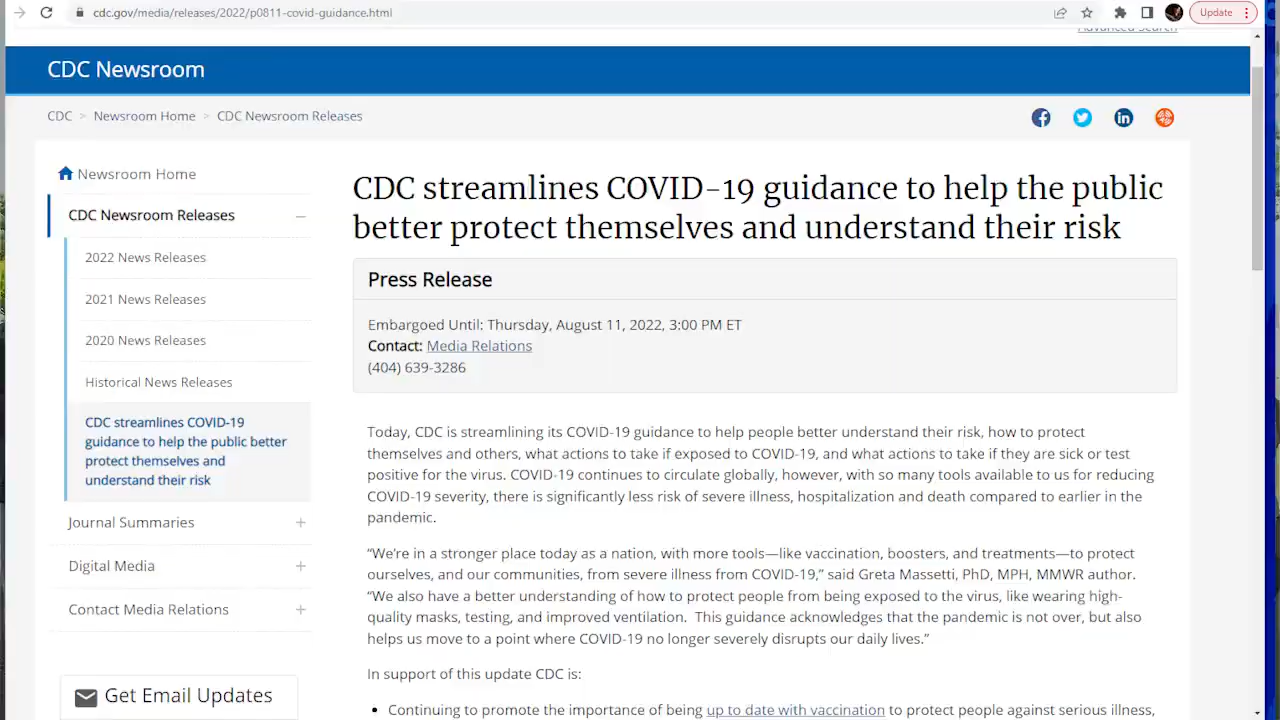 cdc.gov/media/releases/2022/p0811-covid-guidance.html
Update
Advanced Search
CDC Newsroom
CDC > Newsroom Home > CDC Newsroom Releases
Newsroom Home
CDC Newsroom Releases
2022 News Releases
2021 News Releases
2020 News Releases
Historical News Releases
CDC streamlines COVID-19
guidance to help the public better
protect themselves and
understand their risk
Journal Summaries
Digital Media
Contact Media Relations
Get Email Updates
CDC streamlines COVID-19 guidance to help the public
better protect themselves and understand their risk
Press Release
Embargoed Until: Thursday, August 11, 2022, 3:00 PM ET
Contact: Media Relations
(404) 639-3286
Today, CDC is streamlining its COVID-19 guidance to help people better understand their risk, how to protect
themselves and others, what actions to take if exposed to COVID-19, and what actions to take if they are sick or test
positive for the virus. COVID-19 continues to circulate globally, however, with so many tools available to us for reducing
COVID-19 severity, there is significantly less risk of severe illness, hospitalization and death compared to earlier in the
pandemic.
“We’re in a stronger place today as a nation, with more tools—like vaccination, boosters, and treatments—to protect
ourselves, and our communities, from severe illness from COVID-19,” said Greta Massetti, PhD, MPH, MMWR author.
“We also have a better understanding of how to protect people from being exposed to the virus, like wearing high-
quality masks, testing, and improved ventilation.  This guidance acknowledges that the pandemic is not over, but also
helps us move to a point where COVID-19 no longer severely disrupts our daily lives.”
In support of this update CDC is:
• Continuing to promote the importance of being up to date with vaccination to protect people against serious illness,